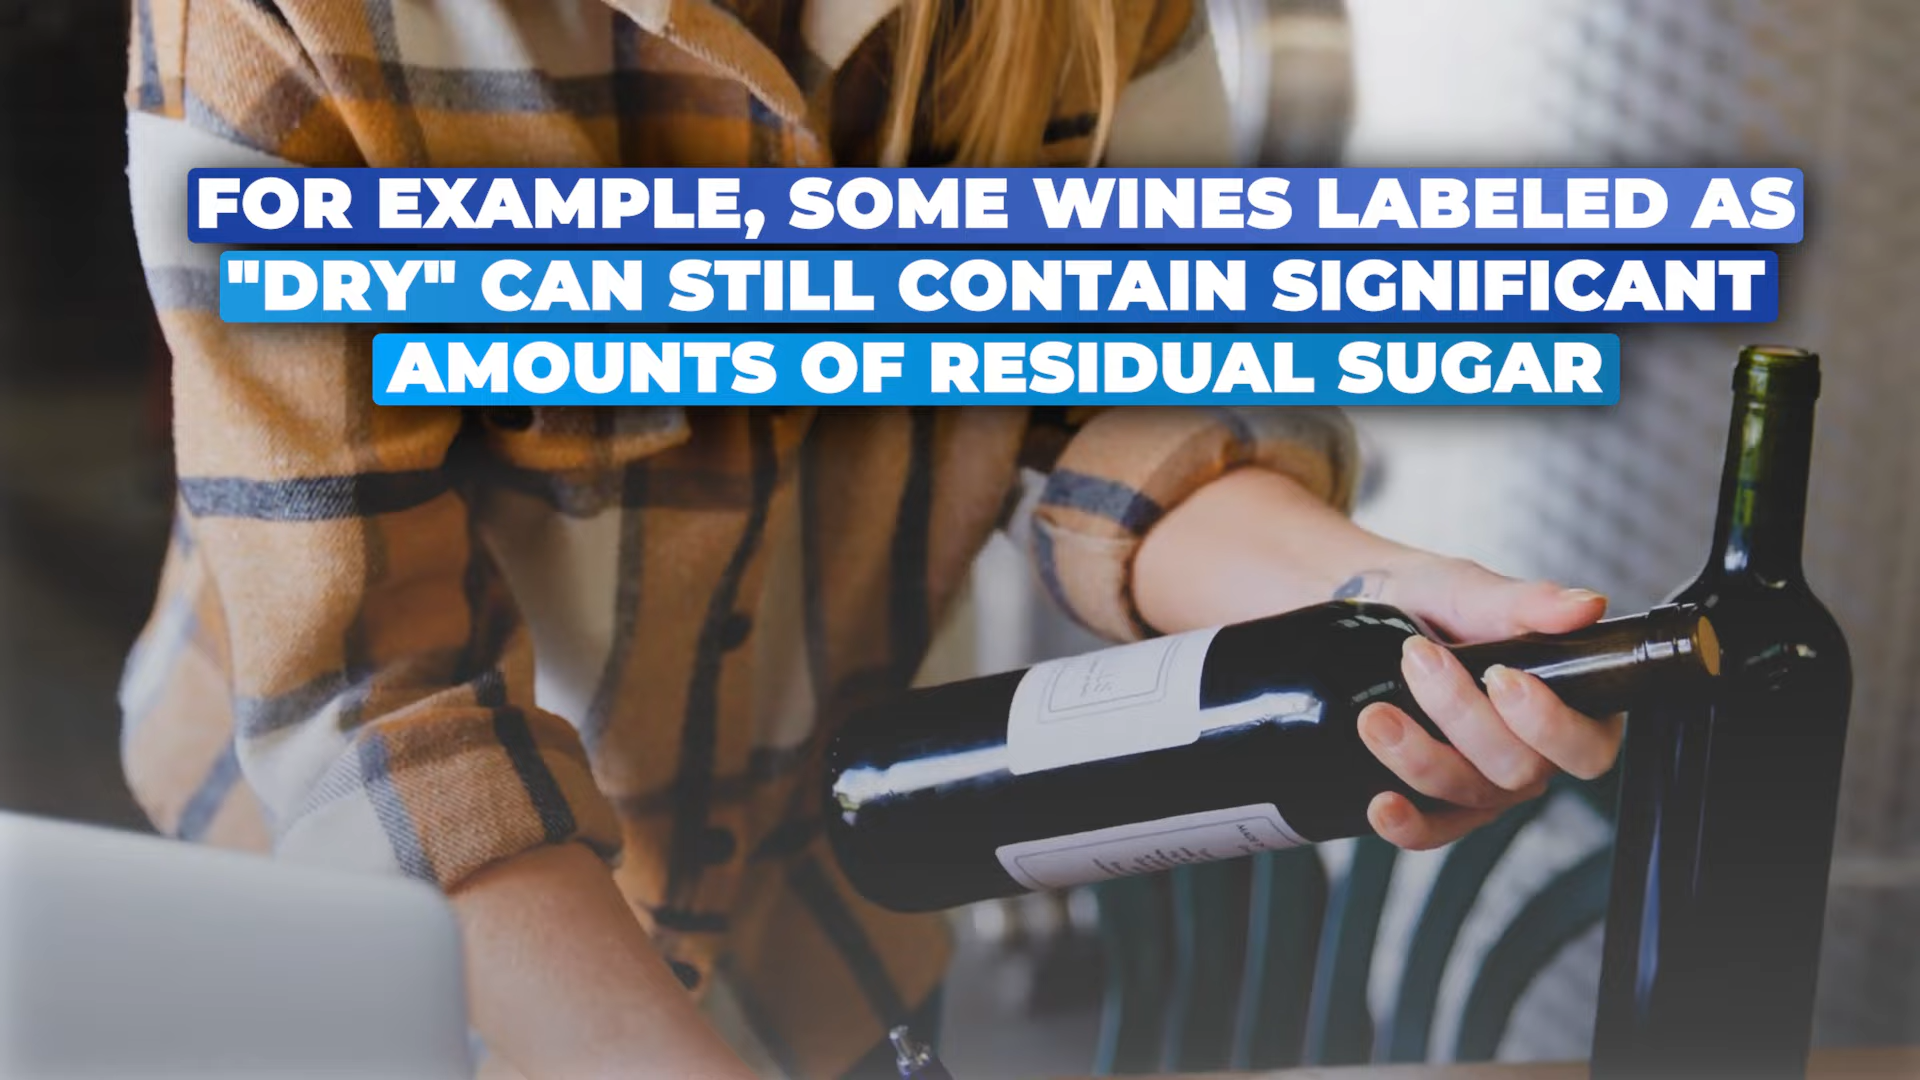 FOR EXAMPLE, SOME WINES LABELED AS
"DRY" CAN STILL CONTAIN SIGNIFICANT
AMOUNTS OF RESIDUAL SUGAR